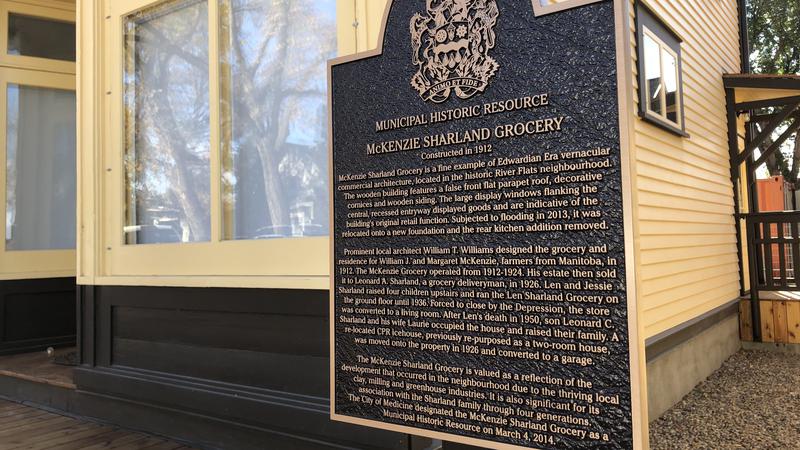 ANIMO ET FIDE
MUNICIPAL HISTORIC RESOURCE
McKENZIE SHARLAND GROCERY
Constructed in 1912
McKenzie Sharland Grocery is a fine example of Edwardian Era vernacular
commercial architecture, located in the historic River Flats neighbourhood.
The wooden building features a false front flat parapet roof, decorative
cornices and wooden siding. The large display windows flanking the
central, recessed entryway displayed goods and are indicative of the
building's original retail function. Subjected to flooding in 2013, it was
relocated onto a new foundation and the rear kitchen addition removed.
Prominent local architect William T. Williams designed the grocery and
residence for William J. and Margaret McKenzie, farmers from Manitoba, in
1912. The McKenzie Grocery operated from 1912-1924. His estate then sold
it to Leonard A. Sharland, a grocery deliveryman, in 1926. Len and Jessie
Sharland raised four children upstairs and ran the Len Sharland Grocery on
the ground floor until 1936. Forced to close by the Depression, the store
was converted to a living room. After Len's death in 1950, son Leonard C.
Sharland and his wife Laurie occupied the house and raised their family. A
re-located CPR icehouse, previously re-purposed as a two-room house,
was moved onto the property in 1926 and converted to a garage.
The McKenzie Sharland Grocery is valued as a reflection of the
development that occurred in the neighbourhood due to the thriving local
clay, milling and greenhouse industries. It is also significant for its
association with the Sharland family through four generations.
The City of Medicine designated the McKenzie Sharland Grocery as a
Municipal Historic Resource on March 4, 2014.